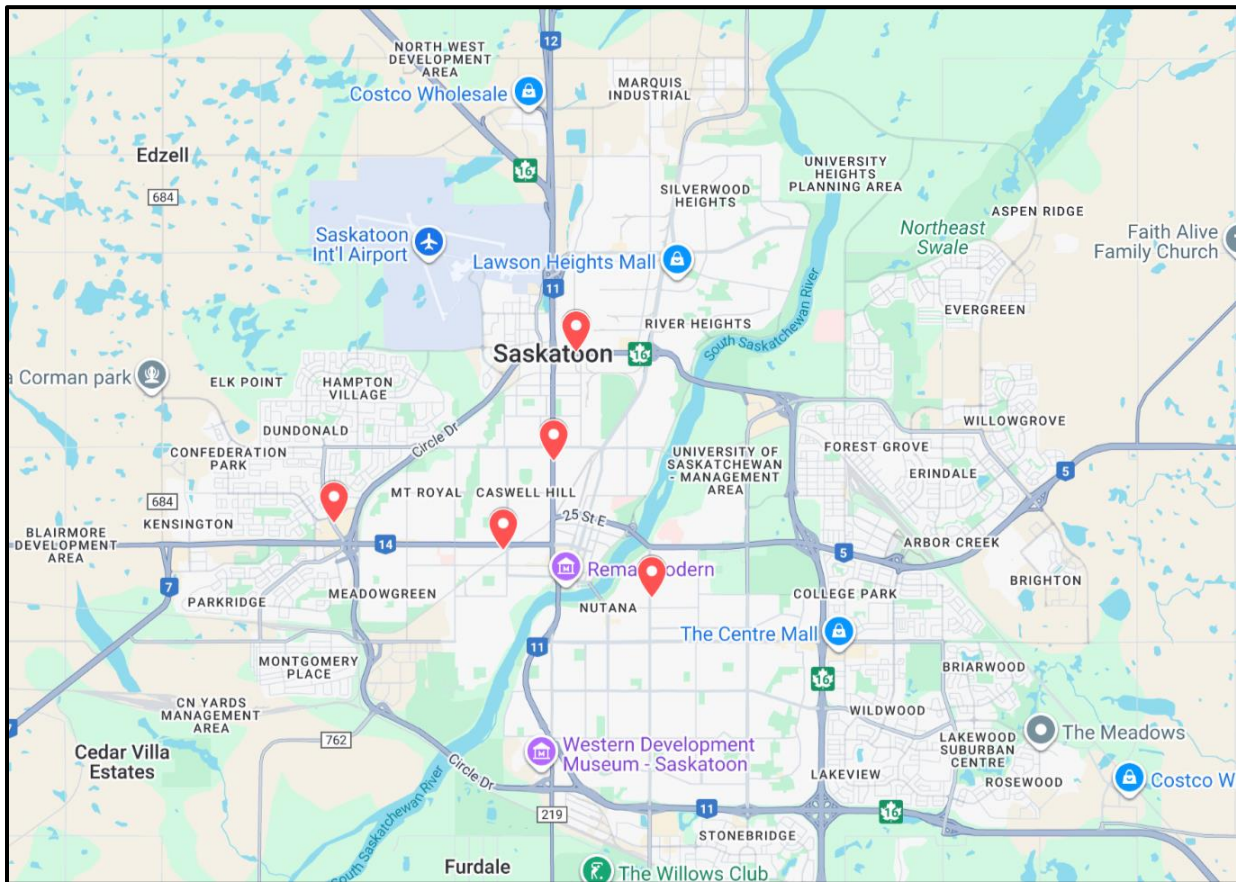 12
NORTH WEST
DEVELOPMENT
AREA
Costco Wholesale
MARQUIS
INDUSTRIAL
Edzell
16
684
UNIVERSITY
HEIGHTS
PLANNING AREA
SILVERWOOD
HEIGHTS
ASPEN RIDGE
Northeast
Swale
Faith Alive
Family Church
Saskatoon
Int'l Airport
Lawson Heights Mall
11
EVERGREEN
RIVER HEIGHTS
South Saskatchewan River
Saskatoon
16
a Corman park
ELK POINT
HAMPTON
VILLAGE
DUNDONALD
Circle Dr
CONFEDERATION
PARK
WILLOWGROVE
FOREST GROVE
UNIVERSITY OF
SASKATCHEWAN
- MANAGEMENT
AREA
ERINDALE
5
684
KENSINGTON
MT ROYAL
CASWELL HILL
25 St E
BLAIRMORE
DEVELOPMENT
AREA
14
5
ARBOR CREEK
7
Remai Modern
BRIGHTON
PARKRIDGE
MEADOWGREEN
NUTANA
COLLEGE PARK
The Centre Mall
11
MONTGOMERY
PLACE
BRIARWOOD
16
CN YARDS
MANAGEMENT
AREA
WILDWOOD
762
Cedar Villa
Estates
LAKEWOOD
SUBURBAN
CENTRE
The Meadows
Western Development
Museum - Saskatoon
Circle Dr
LAKEVIEW
ROSEWOOD
Costco W
South Saskatchewan River
219
11
16
STONEBRIDGE
Furdale
The Willows Club